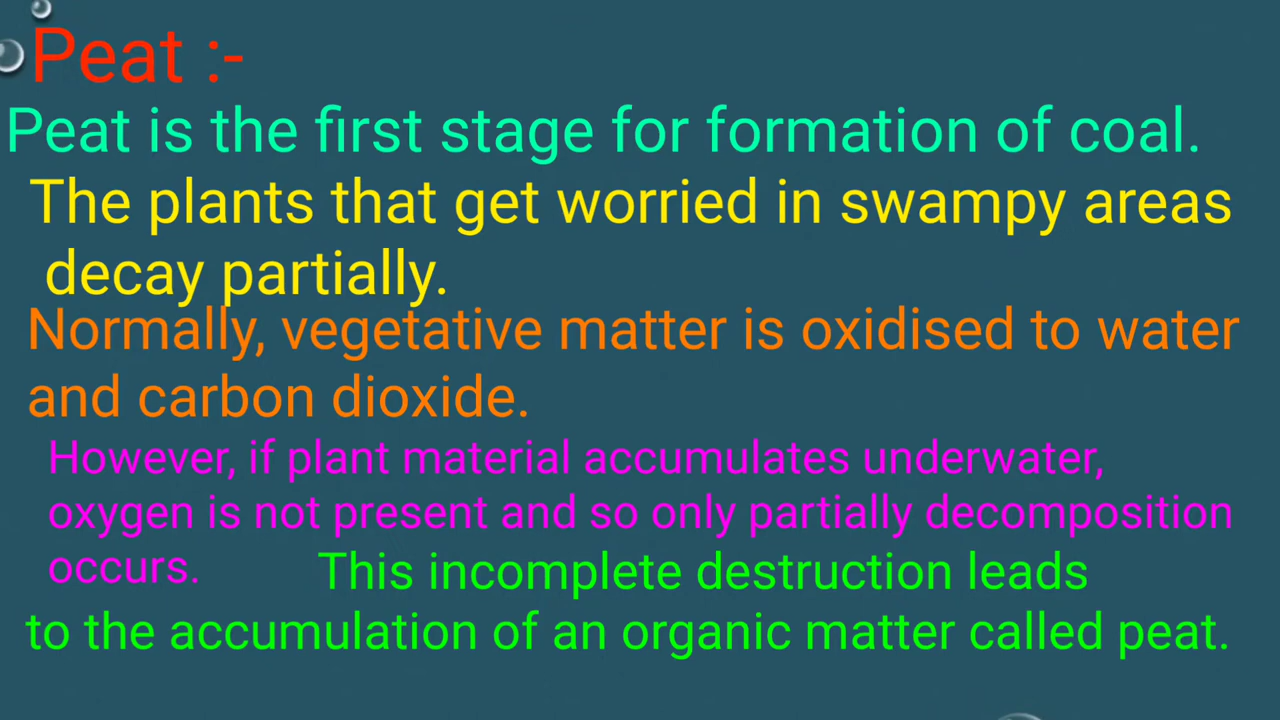 Peat :-
Peat is the first stage for formation of coal.
The plants that get worried in swampy areas
decay partially.
Normally, vegetative matter is oxidised to water
and carbon dioxide.
However, if plant material accumulates underwater,
oxygen is not present and so only partially decomposition
occurs.
This incomplete destruction leads
to the accumulation of an organic matter called peat.